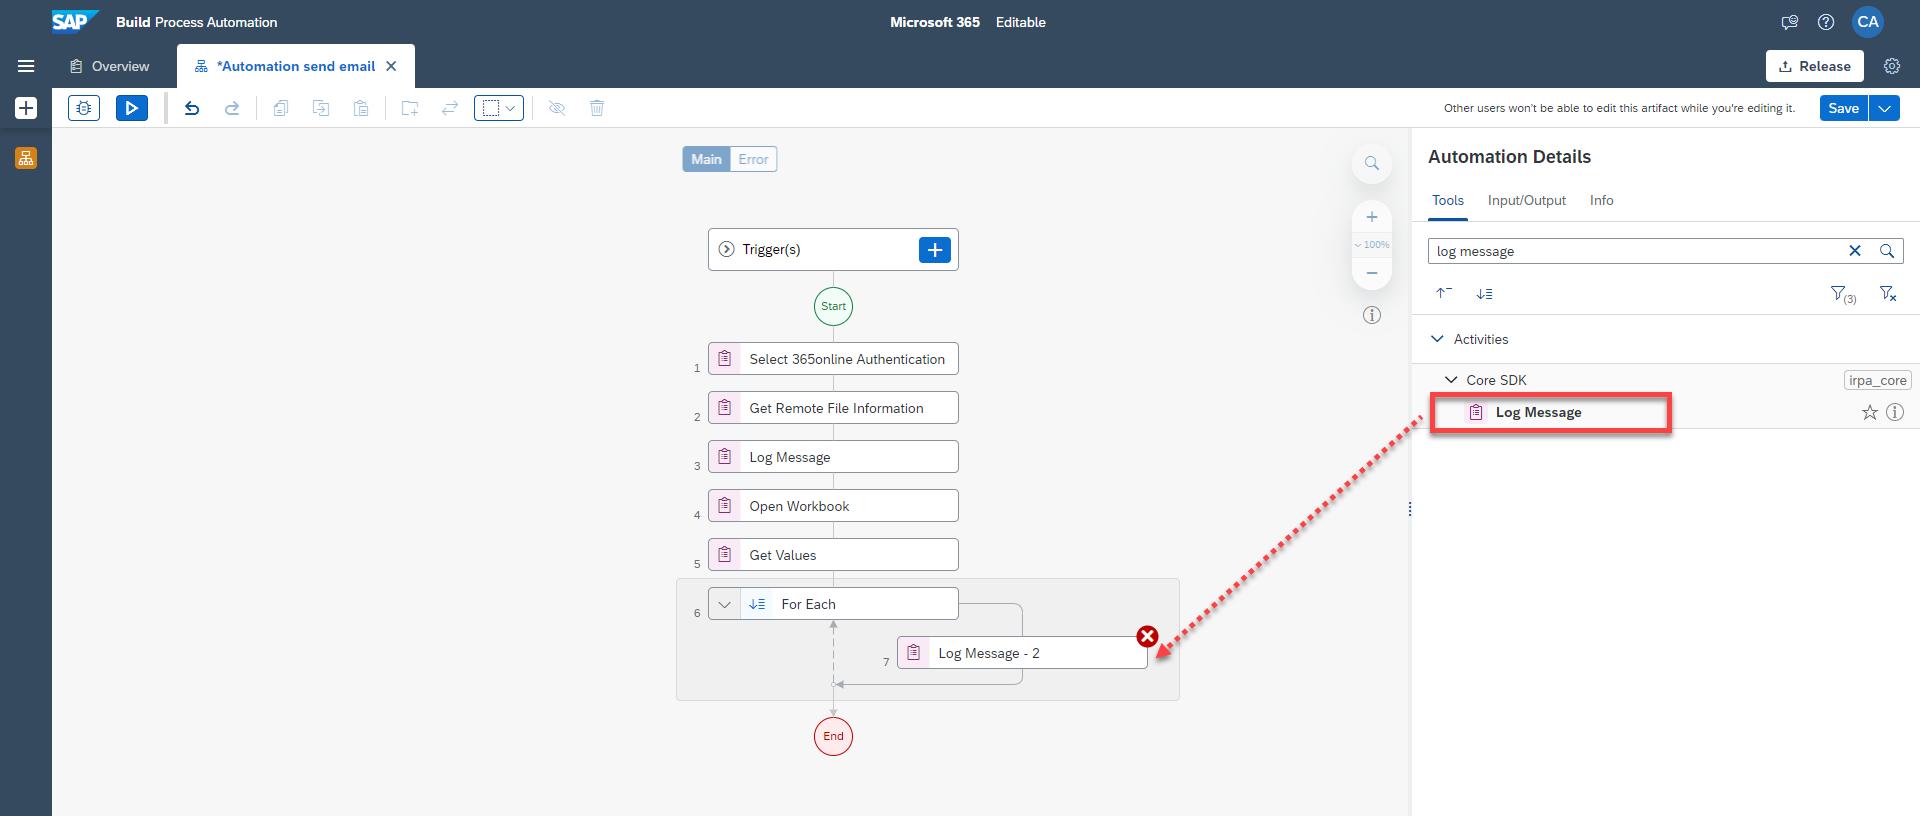 SAP Build Process Automation
Microsoft 365 Editable
CA
Overview
*Automation send email
Release
Other users won't be able to edit this artifact while you're editing it.
Save
Main Error
100%
Trigger(s)
Start
1 Select 365online Authentication
2 Get Remote File Information
3 Log Message
4 Open Workbook
5 Get Values
6 For Each
7 Log Message - 2
End
Automation Details
Tools Input/Output Info
log message
(3)
Activities
Core SDK irpa_core
Log Message